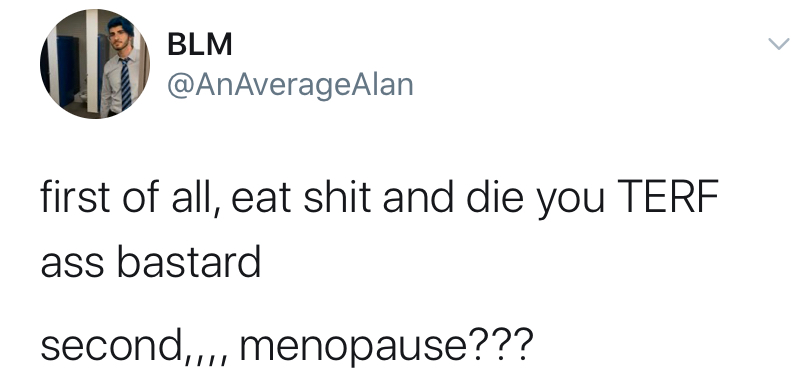 BLM
@AnAverageAlan
first of all, eat shit and die you TERF
ass bastard
second,,,, menopause???